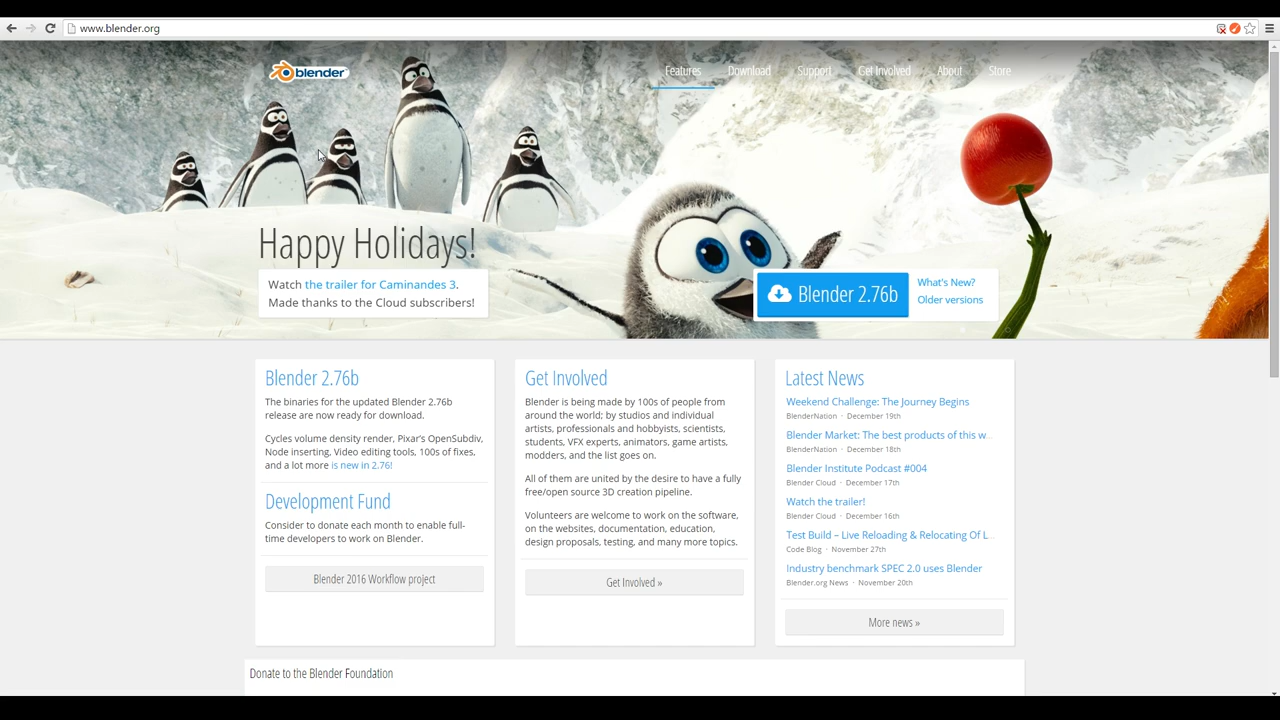 www.blender.org
blender
Features Download Support Get Involved About Store
Happy Holidays!
Watch the trailer for Caminandes 3.
Made thanks to the Cloud subscribers!
Blender 2.76b
What's New?
Older versions
Blender 2.76b
The binaries for the updated Blender 2.76b
release are now ready for download.
Cycles volume density render, Pixar's OpenSubdiv,
Node inserting, Video editing tools, 100s of fixes,
and a lot more is new in 2.76!
Development Fund
Consider to donate each month to enable full-
time developers to work on Blender.
Blender 2016 Workflow project
Get Involved
Blender is being made by 100s of people from
around the world; by studios and individual
artists, professionals and hobbyists, scientists,
students, VFX experts, animators, game artists,
modders, and the list goes on.
All of them are united by the desire to have a fully
free/open source 3D creation pipeline.
Volunteers are welcome to work on the software,
on the websites, documentation, education,
design proposals, testing, and many more topics.
Get Involved »
Latest News
Weekend Challenge: The Journey Begins
BlenderNation · December 19th
Blender Market: The best products of this w
BlenderNation · December 18th
Blender Institute Podcast #004
Blender Cloud · December 17th
Watch the trailer!
Blender Cloud · December 16th
Test Build – Live Reloading & Relocating Of L
Code Blog · November 27th
Industry benchmark SPEC 2.0 uses Blender
Blender.org News · November 20th
More news »
Donate to the Blender Foundation